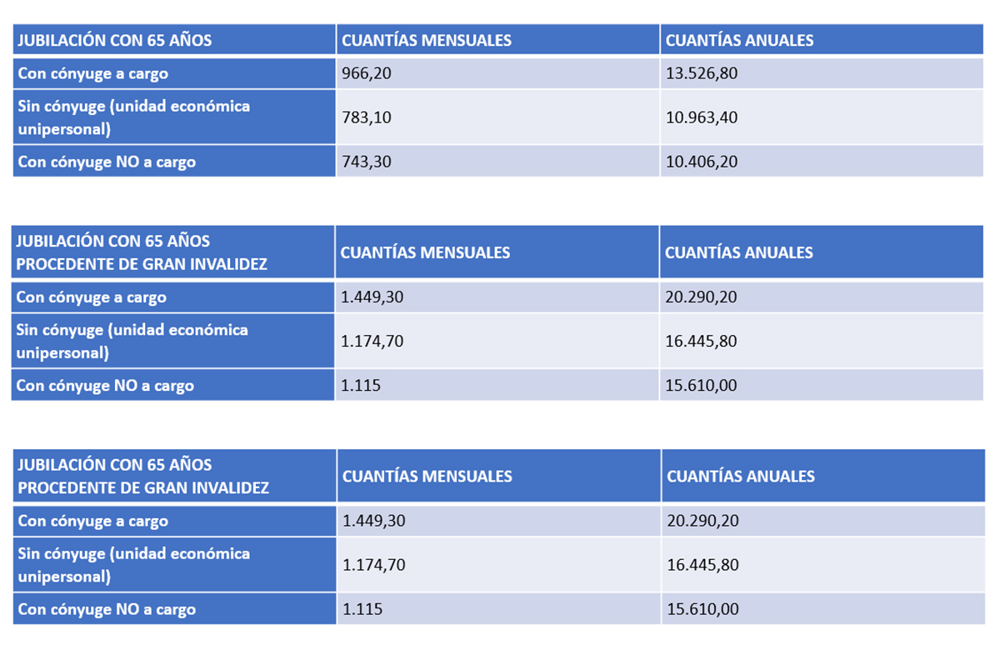 JUBILACIÓN CON 65 AÑOS CUANTÍAS MENSUALES CUANTÍAS ANUALES
Con cónyuge a cargo 966,20 13.526,80
Sin cónyuge (unidad económica
unipersonal) 783,10 10.963,40
Con cónyuge NO a cargo 743,30 10.406,20
JUBILACIÓN CON 65 AÑOS
PROCEDENTE DE GRAN INVALIDEZ CUANTÍAS MENSUALES CUANTÍAS ANUALES
Con cónyuge a cargo 1.449,30 20.290,20
Sin cónyuge (unidad económica
unipersonal) 1.174,70 16.445,80
Con cónyuge NO a cargo 1.115 15.610,00
JUBILACIÓN CON 65 AÑOS
PROCEDENTE DE GRAN INVALIDEZ CUANTÍAS MENSUALES CUANTÍAS ANUALES
Con cónyuge a cargo 1.449,30 20.290,20
Sin cónyuge (unidad económica
unipersonal) 1.174,70 16.445,80
Con cónyuge NO a cargo 1.115 15.610,00